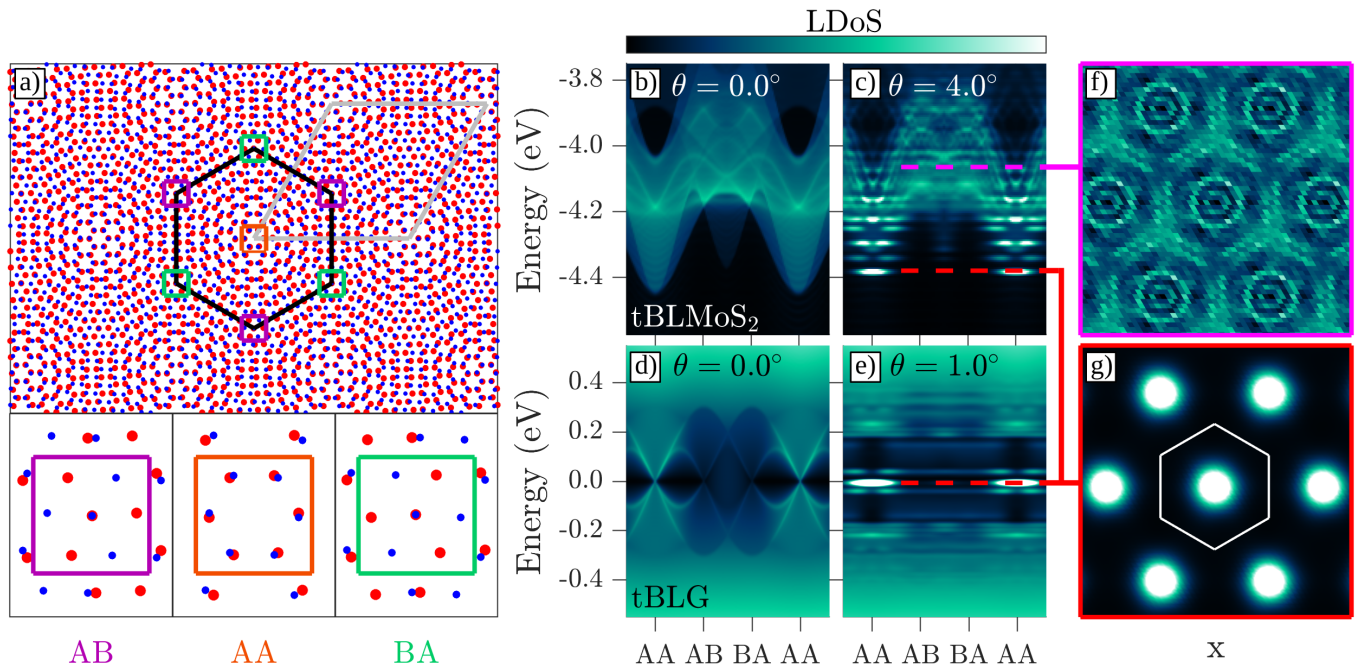 LDoS
a)
AB AA BA
Energy (eV)
-3.8
-4.0
-4.2
-4.4
b) θ = 0.0°
tBLMoS₂
c) θ = 4.0°
Energy (eV)
0.4
0.2
0.0
-0.2
-0.4
d) θ = 0.0°
tBLG
e) θ = 1.0°
AA AB BA AA
AA AB BA AA
f)
g)
x